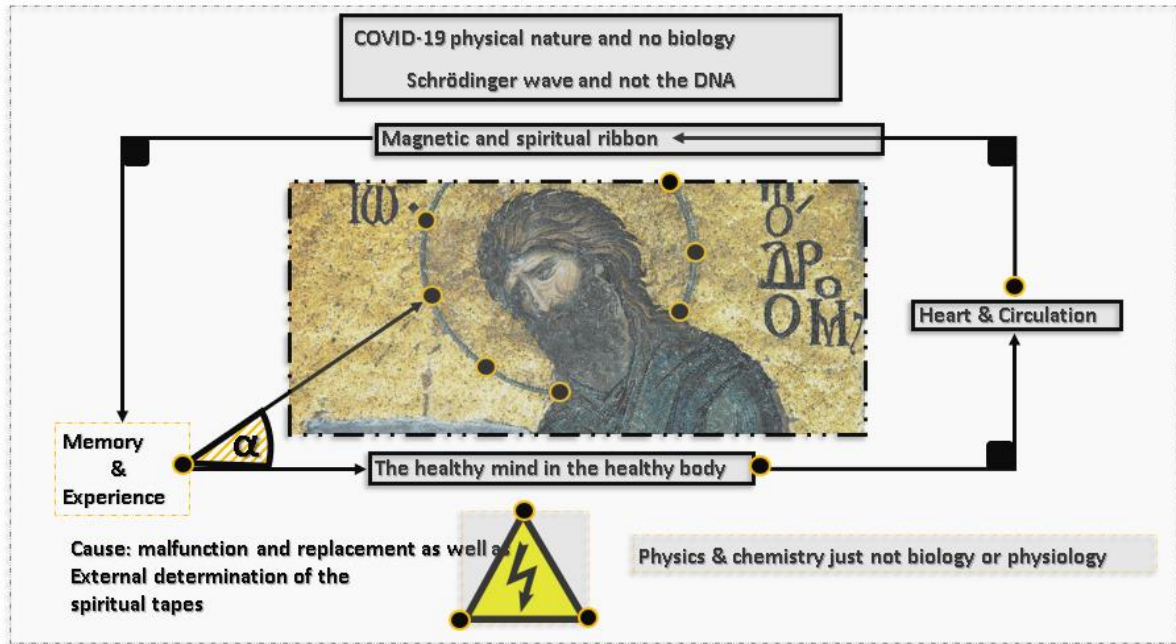 COVID-19 physical nature and no biology
Schrödinger wave and not the DNA
Magnetic and spiritual ribbon
ΙѠ
ΔΡΟ
ΟΜ
Heart & Circulation
Memory
&
Experience
α
The healthy mind in the healthy body
Cause: malfunction and replacement as well as
External determination of the
spiritual tapes
Physics & chemistry just not biology or physiology